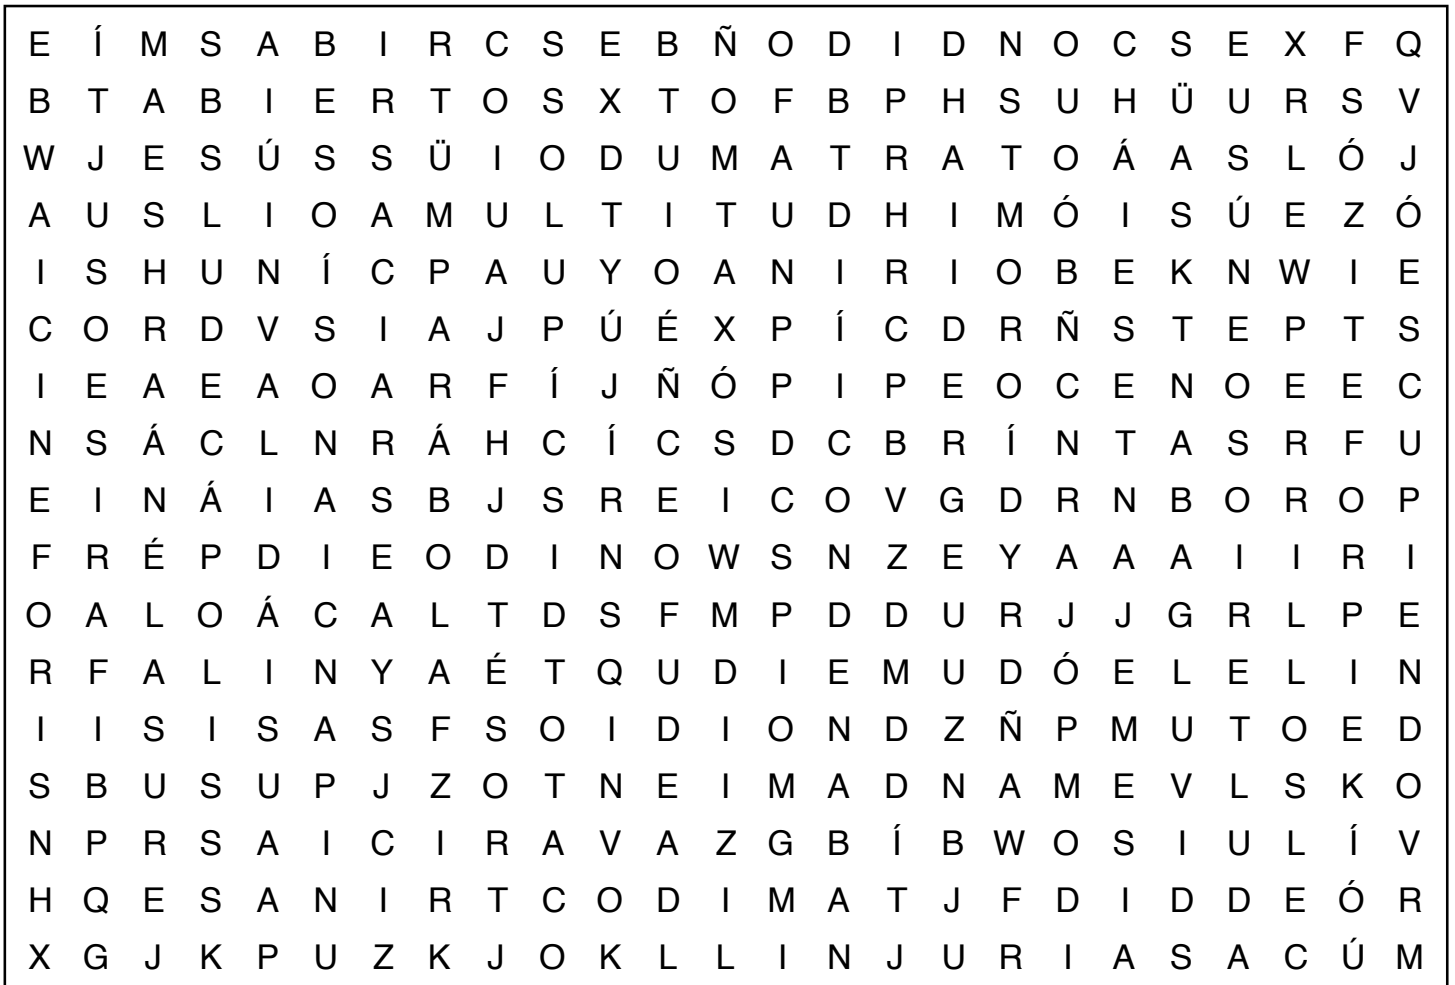 E Í M S A B I R C S E B Ñ O D I D N O C S E X F Q
B T A B I E R T O S X T O F B P H S U H Ü U R S V
W J E S Ú S S Ü I O D U M A T R A T O Á A S L Ó J
A U S L I O A M U L T I T U D H I M Ó I S Ú E Z Ó
I S H U N Í C P A U Y O A N I R I O B E K N W I E
C O R D V S I A J P Ú É X P Í C D R Ñ S T E P T S
I E A E A O A R F Í J Ñ Ó P I P E O C E N O E E C
N S Á C L N R Á H C Í C S D C B R Í N T A S R F U
E I N Á I A S B J S R E I C O V G D R N B O R O P
F R É P D I E O D I N O W S N Z E Y A A A I I R I
O A L O Á C A L T D S F M P D D U R J J G R L P E
R F A L I N Y A É T Q U D I E M U D Ó E L E L I N
I I S I S A S F S O I D I O N D Z Ñ P M U T O E D
S B U S U P J Z O T N E I M A D N A M E V L S K O
N P R S A I C I R A V A Z G B Í B W O S I U L Í V
H Q E S A N I R T C O D I M A T J F D I D D E Ó R
X G J K P U Z K J O K L L I N J U R I A S A C Ú M